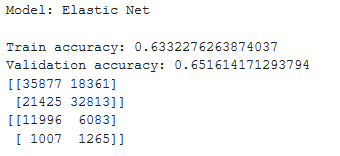 Model: Elastic Net
Train accuracy: 0.6332276263874037
Validation accuracy: 0.651614171293794
[[35877 18361]
[21425 32813]]
[[11996 6083]
[ 1007 1265]]